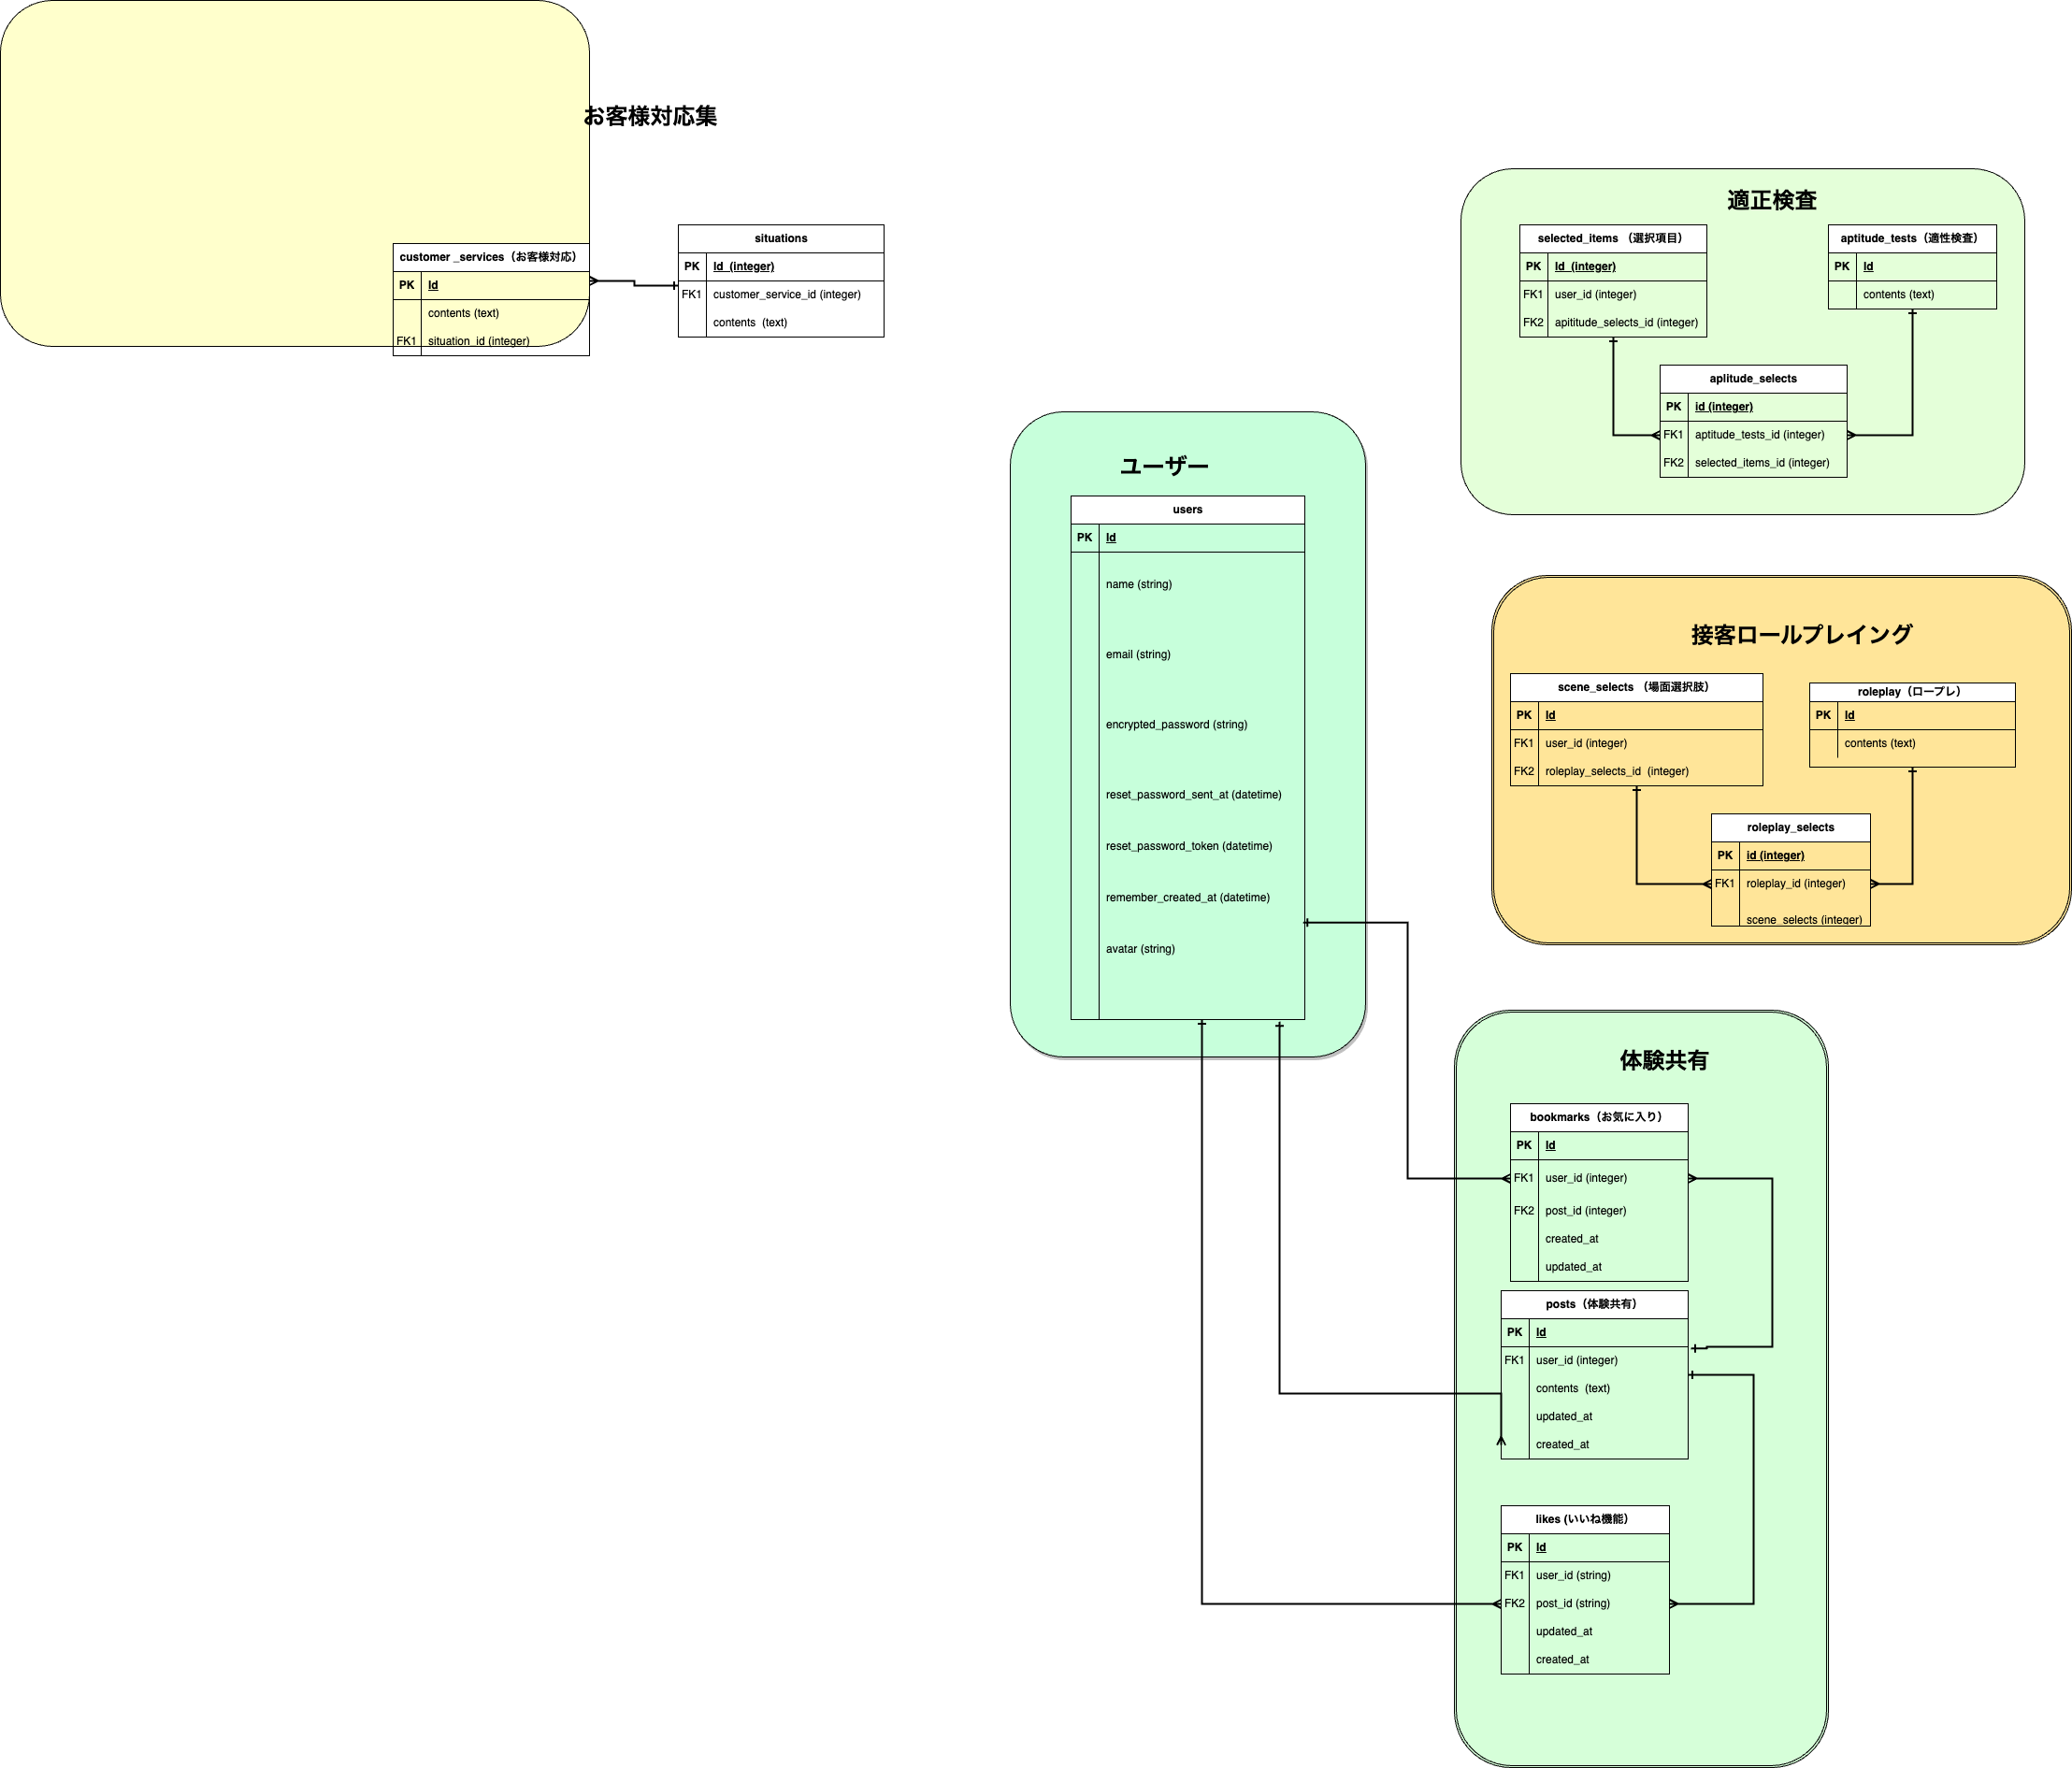 お客様対応集
customer _services（お客様対応）
PK Id
contents (text)
FK1 situation_id (integer)
situations
PK Id  (integer)
FK1 customer_service_id (integer)
contents  (text)
適正検査
selected_items （選択項目）
PK Id  (integer)
FK1 user_id (integer)
FK2 apititude_selects_id (integer)
aptitude_tests（適性検査）
PK Id
contents (text)
aplitude_selects
PK id (integer)
FK1 aptitude_tests_id (integer)
FK2 selected_items_id (integer)
ユーザー
users
PK Id
name (string)
email (string)
encrypted_password (string)
reset_password_sent_at (datetime)
reset_password_token (datetime)
remember_created_at (datetime)
avatar (string)
接客ロールプレイング
scene_selects （場面選択肢）
PK Id
FK1 user_id (integer)
FK2 roleplay_selects_id  (integer)
roleplay（ロープレ）
PK Id
contents (text)
roleplay_selects
PK id (integer)
FK1 roleplay_id (integer)
scene_selects (integer)
体験共有
bookmarks（お気に入り）
PK Id
FK1 user_id (integer)
FK2 post_id (integer)
created_at
updated_at
posts（体験共有）
PK Id
FK1 user_id (integer)
contents  (text)
updated_at
created_at
likes (いいね機能）
PK Id
FK1 user_id (string)
FK2 post_id (string)
updated_at
created_at